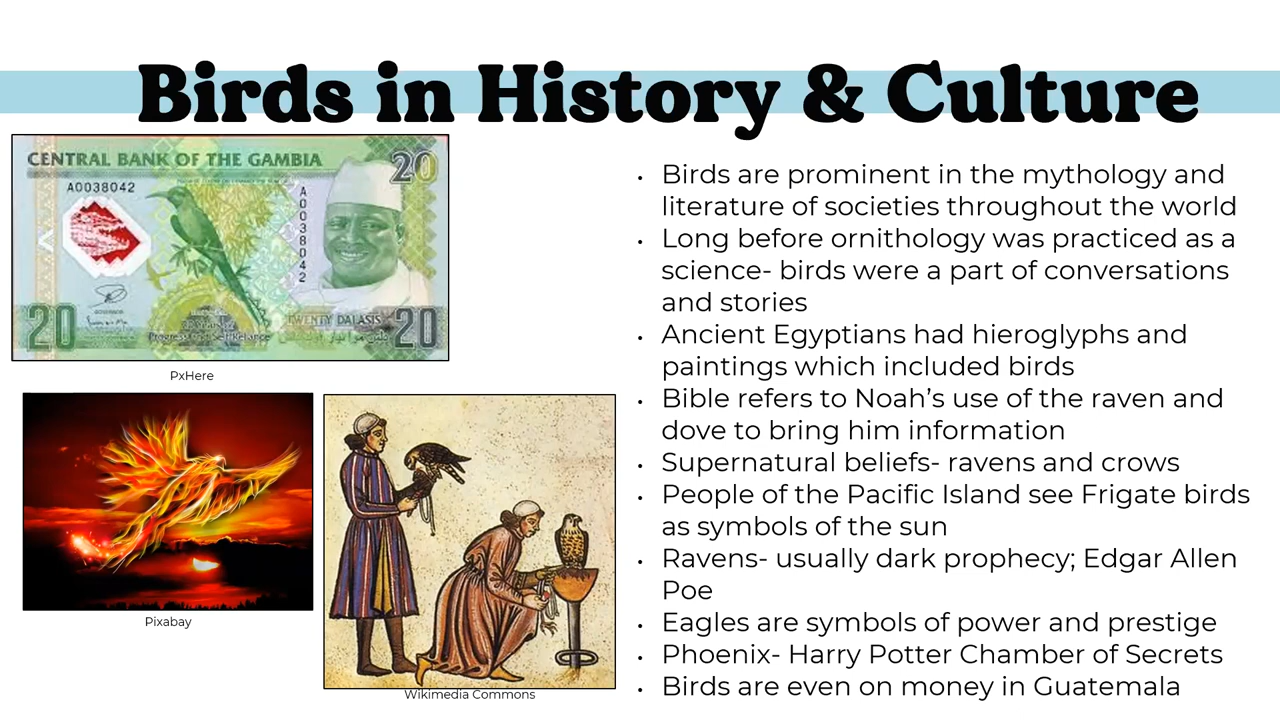 Birds in History & Culture
CENTRAL BANK OF THE GAMBIA
20
A0038042
A0038042
20
TWENTY DALASIS
20
PxHere
Pixabay
Wikimedia Commons
Birds are prominent in the mythology and
literature of societies throughout the world
Long before ornithology was practiced as a
science- birds were a part of conversations
and stories
Ancient Egyptians had hieroglyphs and
paintings which included birds
Bible refers to Noah’s use of the raven and
dove to bring him information
Supernatural beliefs- ravens and crows
People of the Pacific Island see Frigate birds
as symbols of the sun
Ravens- usually dark prophecy; Edgar Allen
Poe
Eagles are symbols of power and prestige
Phoenix- Harry Potter Chamber of Secrets
Birds are even on money in Guatemala